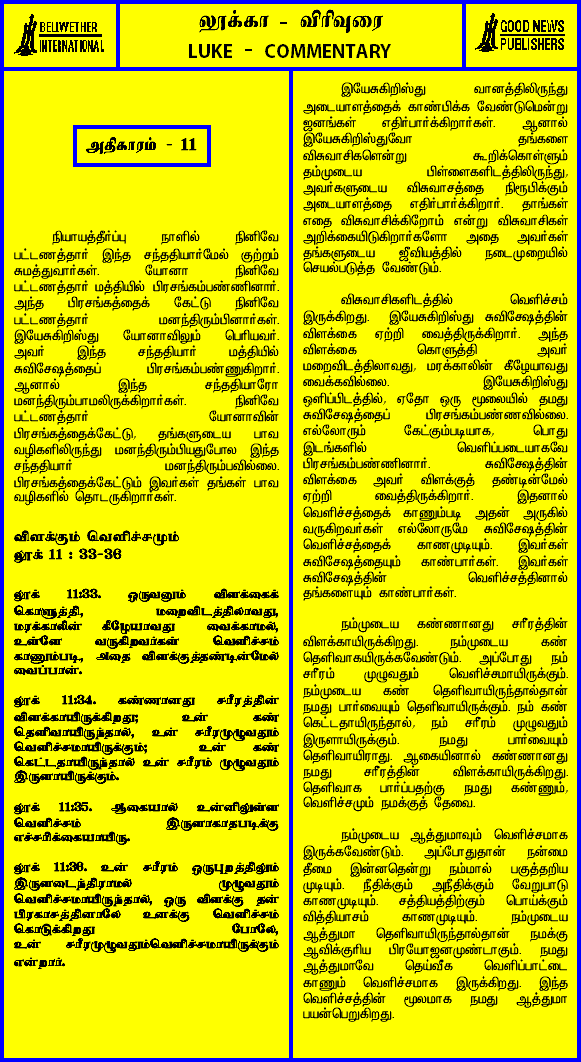 BELLWETHER
INTERNATIONAL
லூக்கா - விரிவுரை
LUKE - COMMENTARY
GOOD NEWS
PUBLISHERS
அதிகாரம் - 11
நியாயத்தீர்ப்பு நாளில் நினிவே
பட்டணத்தார் இந்த சந்ததியார்மேல் குற்றம்
சுமத்துவார்கள். யோனா நினிவே
பட்டணத்தார் மத்தியில் பிரசங்கம்பண்ணினார்.
அந்த பிரசங்கத்தைக் கேட்டு நினிவே
பட்டணத்தார் மனந்திரும்பினார்கள்.
இயேசுகிறிஸ்து யோனாவிலும் பெரியவர்.
அவர் இந்த சந்ததியார் மத்தியில்
சுவிசேஷத்தைப் பிரசங்கம்பண்ணுகிறார்.
ஆனால் இந்த சந்ததியாரோ
மனந்திரும்பாமலிருக்கிறார்கள். நினிவே
பட்டணத்தார் யோனாவின்
பிரசங்கத்தைக்கேட்டு, தங்களுடைய பாவ
வழிகளிலிருந்து மனந்திரும்பியதுபோல இந்த
சந்ததியார் மனந்திரும்பவில்லை.
பிரசங்கத்தைக்கேட்டும் இவர்கள் தங்கள் பாவ
வழிகளில் தொடருகிறார்கள்.
விளக்கும் வெளிச்சமும்
லூக் 11 : 33-36
லூக் 11:33. ஒருவனும் விளக்கைக்
கொளுத்தி, மறைவிடத்திலாவது,
மரக்காலின் கீழேயாவது வைக்காமல்,
உள்ளே வருகிறவர்கள் வெளிச்சம்
காணும்படி, அதை விளக்குத்தண்டின்மேல்
வைப்பான்.
லூக் 11:34. கண்ணானது சரீரத்தின்
விளக்காயிருக்கிறது; உன் கண்
தெளிவாயிருந்தால், உன் சரீரமுழுவதும்
வெளிச்சமாயிருக்கும்; உன் கண்
கெட்டதாயிருந்தால் உன் சரீரம் முழுவதும்
இருளாயிருக்கும்.
லூக் 11:35. ஆகையால் உன்னிலுள்ள
வெளிச்சம் இருளாகாதபடிக்கு
எச்சரிக்கையாயிரு.
லூக் 11:36. உன் சரீரம் ஒருபுறத்திலும்
இருளடைந்திராமல் முழுவதும்
வெளிச்சமாயிருந்தால், ஒரு விளக்கு தன்
பிரகாசத்தினாலே உனக்கு வெளிச்சம்
கொடுக்கிறது போலே,
உன் சரீரமுழுவதும்வெளிச்சமாயிருக்கும்
என்றார்.
இயேசுகிறிஸ்து வானத்திலிருந்து
அடையாளத்தைக் காண்பிக்க வேண்டுமென்று
ஜனங்கள் எதிர்பார்க்கிறார்கள். ஆனால்
இயேசுகிறிஸ்துவோ தங்களை
விசுவாசிகளென்று கூறிக்கொள்ளும்
தம்முடைய பிள்ளைகளிடத்திலிருந்து,
அவர்களுடைய விசுவாசத்தை நிரூபிக்கும்
அடையாளத்தை எதிர்பார்க்கிறார். தாங்கள்
எதை விசுவாசிக்கிறோம் என்று விசுவாசிகள்
அறிக்கையிடுகிறார்களோ அதை அவர்கள்
தங்களுடைய ஜீவியத்தில் நடைமுறையில்
செயல்படுத்த வேண்டும்.
விசுவாசிகளிடத்தில் வெளிச்சம்
இருக்கிறது. இயேசுகிறிஸ்து சுவிசேஷத்தின்
விளக்கை ஏற்றி வைத்திருக்கிறார். அந்த
விளக்கை கொளுத்தி அவர்
மறைவிடத்திலாவது, மரக்காலின் கீழேயாவது
வைக்கவில்லை. இயேசுகிறிஸ்து
ஒளிப்பிடத்தில், ஏதோ ஒரு மூலையில் தமது
சுவிசேஷத்தைப் பிரசங்கம்பண்ணவில்லை.
எல்லோரும் கேட்கும்படியாக, பொது
இடங்களில் வெளிப்படையாகவே
பிரசங்கம்பண்ணினார். சுவிசேஷத்தின்
விளக்கை அவர் விளக்குத் தண்டின்மேல்
ஏற்றி வைத்திருக்கிறார். இதனால்
வெளிச்சத்தைக் காணும்படி அதன் அருகில்
வருகிறவர்கள் எல்லோருமே சுவிசேஷத்தின்
வெளிச்சத்தைக் காணமுடியும். இவர்கள்
சுவிசேஷத்தையும் காண்பார்கள். இவர்கள்
சுவிசேஷத்தின் வெளிச்சத்தினால்
தங்களையும் காண்பார்கள்.
நம்முடைய கண்ணானது சரீரத்தின்
விளக்காயிருக்கிறது. நம்முடைய கண்
தெளிவாகயிருக்கவேண்டும். அப்போது நம்
சரீரம் முழுவதும் வெளிச்சமாயிருக்கும்.
நம்முடைய கண் தெளிவாயிருந்தால்தான்
நமது பார்வையும் தெளிவாயிருக்கும். நம் கண்
கெட்டதாயிருந்தால், நம் சரீரம் முழுவதும்
இருளாயிருக்கும். நமது பார்வையும்
தெளிவாயிராது. ஆகையினால் கண்ணானது
நமது சரீரத்தின் விளக்காயிருக்கிறது.
தெளிவாக பார்ப்பதற்கு நமது கண்ணும்,
வெளிச்சமும் நமக்குத் தேவை.
நம்முடைய ஆத்துமாவும் வெளிச்சமாக
இருக்கவேண்டும். அப்போதுதான் நன்மை
தீமை இன்னதென்று நம்மால் பகுத்தறிய
முடியும். நீதிக்கும் அநீதிக்கும் வேறுபாடு
காணமுடியும். சத்தியத்திற்கும் பொய்க்கும்
வித்தியாசம் காணமுடியும். நம்முடைய
ஆத்துமா தெளிவாயிருந்தால்தான் நமக்கு
ஆவிக்குரிய பிரயோஜனமுண்டாகும். நமது
ஆத்துமாவே தெய்வீக வெளிப்பாட்டை
காணும் வெளிச்சமாக இருக்கிறது. இந்த
வெளிச்சத்தின் மூலமாக நமது ஆத்துமா
பயன்பெறுகிறது.